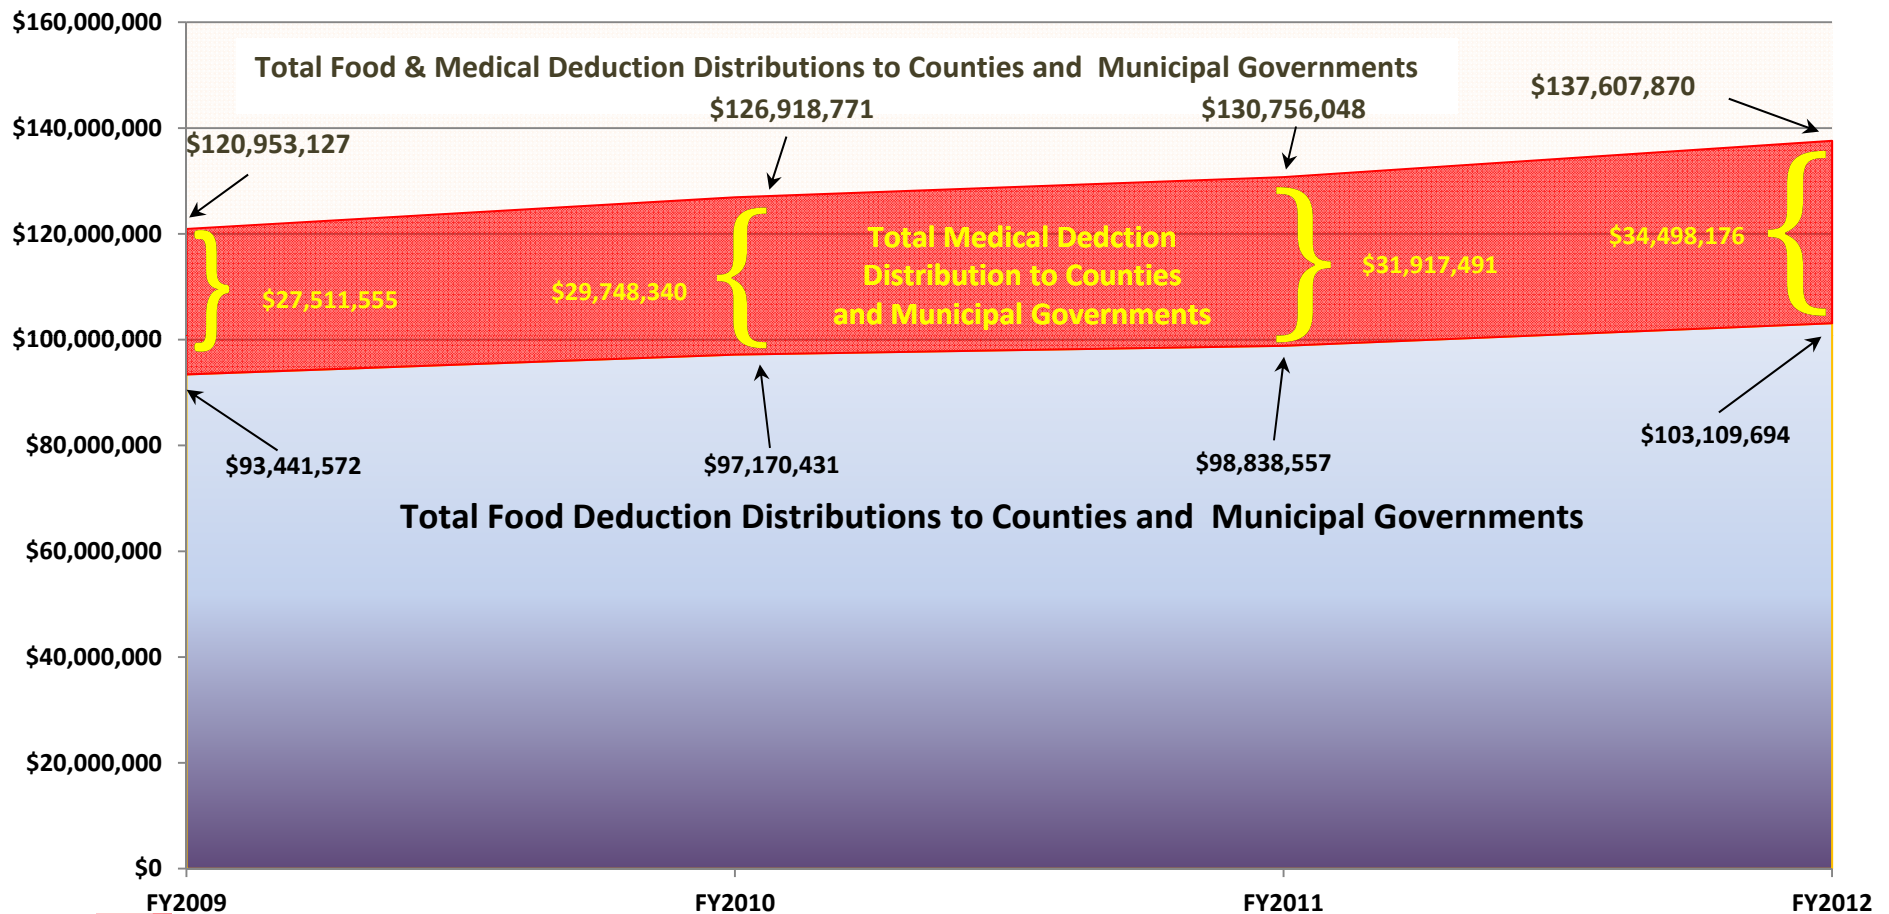 $160,000,000
Total Food & Medical Deduction Distributions to Counties and  Municipal Governments
$137,607,870
$126,918,771
$130,756,048
$140,000,000
$120,953,127
$120,000,000
Total Medical Dedction
Distribution to Counties
and Municipal Governments
$34,498,176
$31,917,491
$29,748,340
$27,511,555
$100,000,000
$80,000,000
$103,109,694
$93,441,572
$97,170,431
$98,838,557
Total Food Deduction Distributions to Counties and  Municipal Governments
$60,000,000
$40,000,000
$20,000,000
$0
FY2009
FY2010
FY2011
FY2012